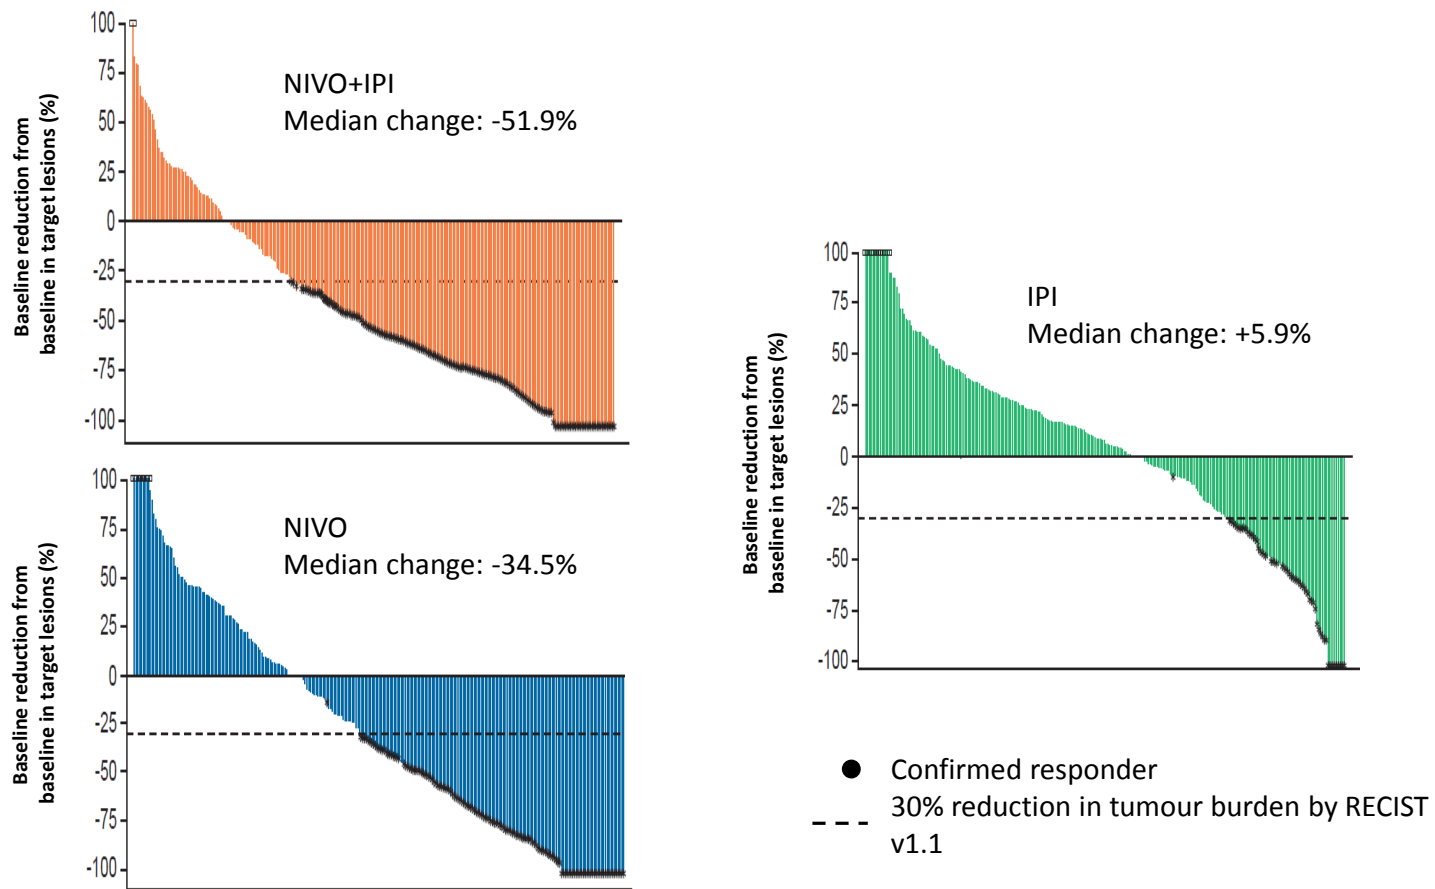 Baseline reduction from
baseline in target lesions (%)
100
75
50
25
0
-25
-50
-75
-100
NIVO+IPI
Median change: -51.9%
Baseline reduction from
baseline in target lesions (%)
100
75
50
25
0
-25
-50
-75
-100
NIVO
Median change: -34.5%
Baseline reduction from
baseline in target lesions (%)
100
75
50
25
0
-25
-50
-75
-100
IPI
Median change: +5.9%
Confirmed responder
30% reduction in tumour burden by RECIST
v1.1